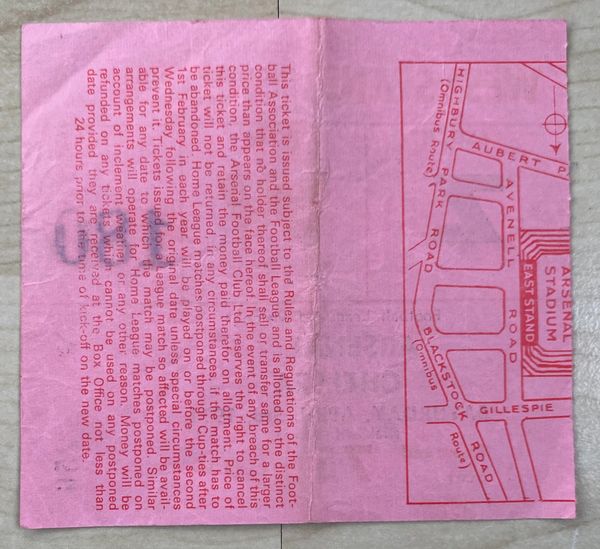 This ticket is issued subject to the Rules and Regulations of the Foot-
ball Association and the Football League, and is allotted on the distinct
condition that no holder thereof shall sell or transfer same for a larger
price than appears on the face hereof. In the event of any breach of this
condition, the Arsenal Football Club Ltd. reserves the right to cancel
this ticket and retain the money paid therefor on allotment. Price of
ticket will not be returned, in any circumstances, if the match has to
be abandoned. Home League matches postponed through Cup-ties after
1st February in each year will be played on or before the second
Wednesday following the original date unless special circumstances
prevent it. Tickets issued for a League match so affected will be avail-
able for any date to which the match may be postponed. Similar
arrangements will operate for Home League matches postponed on
account of inclement weather or any other reason. Money will be
refunded on any tickets which cannot be used on any postponed
date provided they are received at the Box Office not less than
24 hours prior to the time of kick-off on the new date.
HIGHBURY PARK ROAD
(Omnibus Route)
AUBERT
AVENELL ROAD
ARSENAL
STADIUM
EAST STAND
BLACKSTOCK ROAD
(Omnibus Route)
GILLESPIE